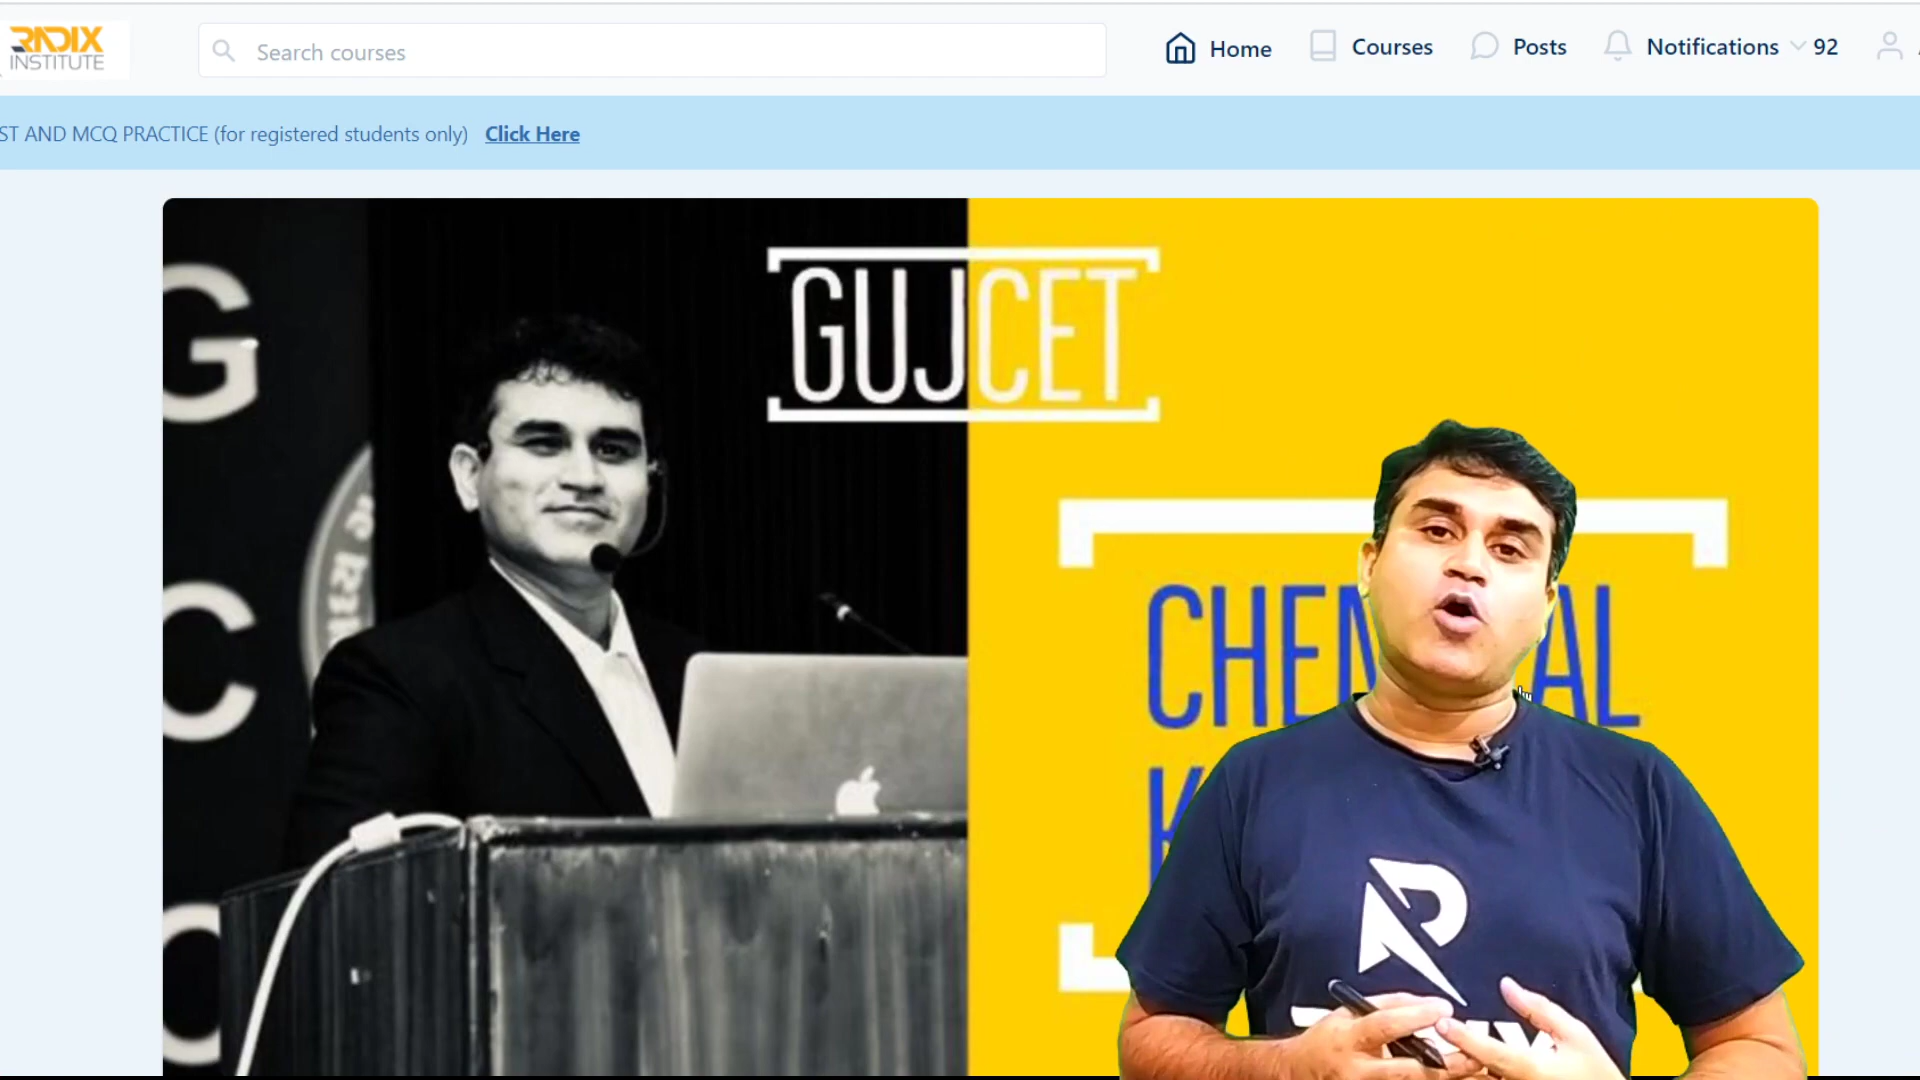 RADIX
INSTITUTE
Search courses
Home
Courses
Posts
Notifications
92
ST AND MCQ PRACTICE (for registered students only) Click Here
GUJCET
G
C
C